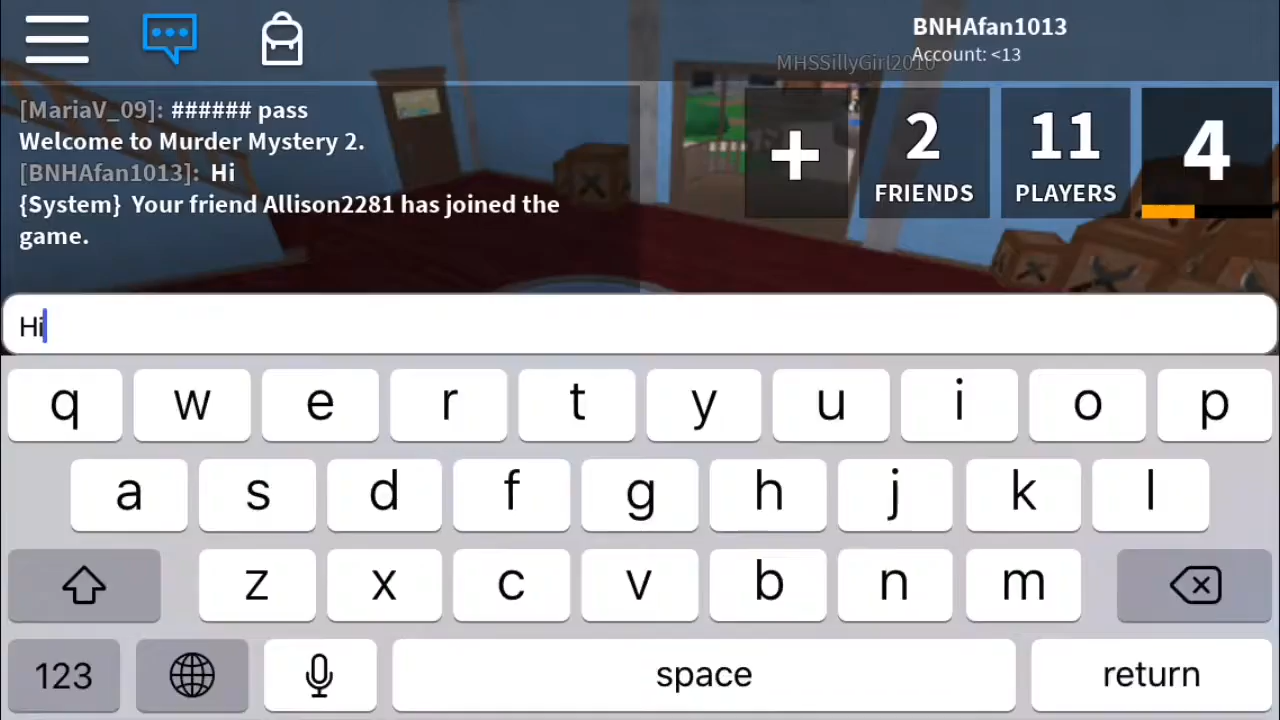 BNHAfan1013
Account: <13
MHSSillyGirl2010
[MariaV_09]: ###### pass
Welcome to Murder Mystery 2.
[BNHAfan1013]: Hi
{System} Your friend Allison2281 has joined the
game.
+
2
FRIENDS
11
PLAYERS
4
Hi
q w e r t y u i o p
a s d f g h j k l
z x c v b n m
123 space return